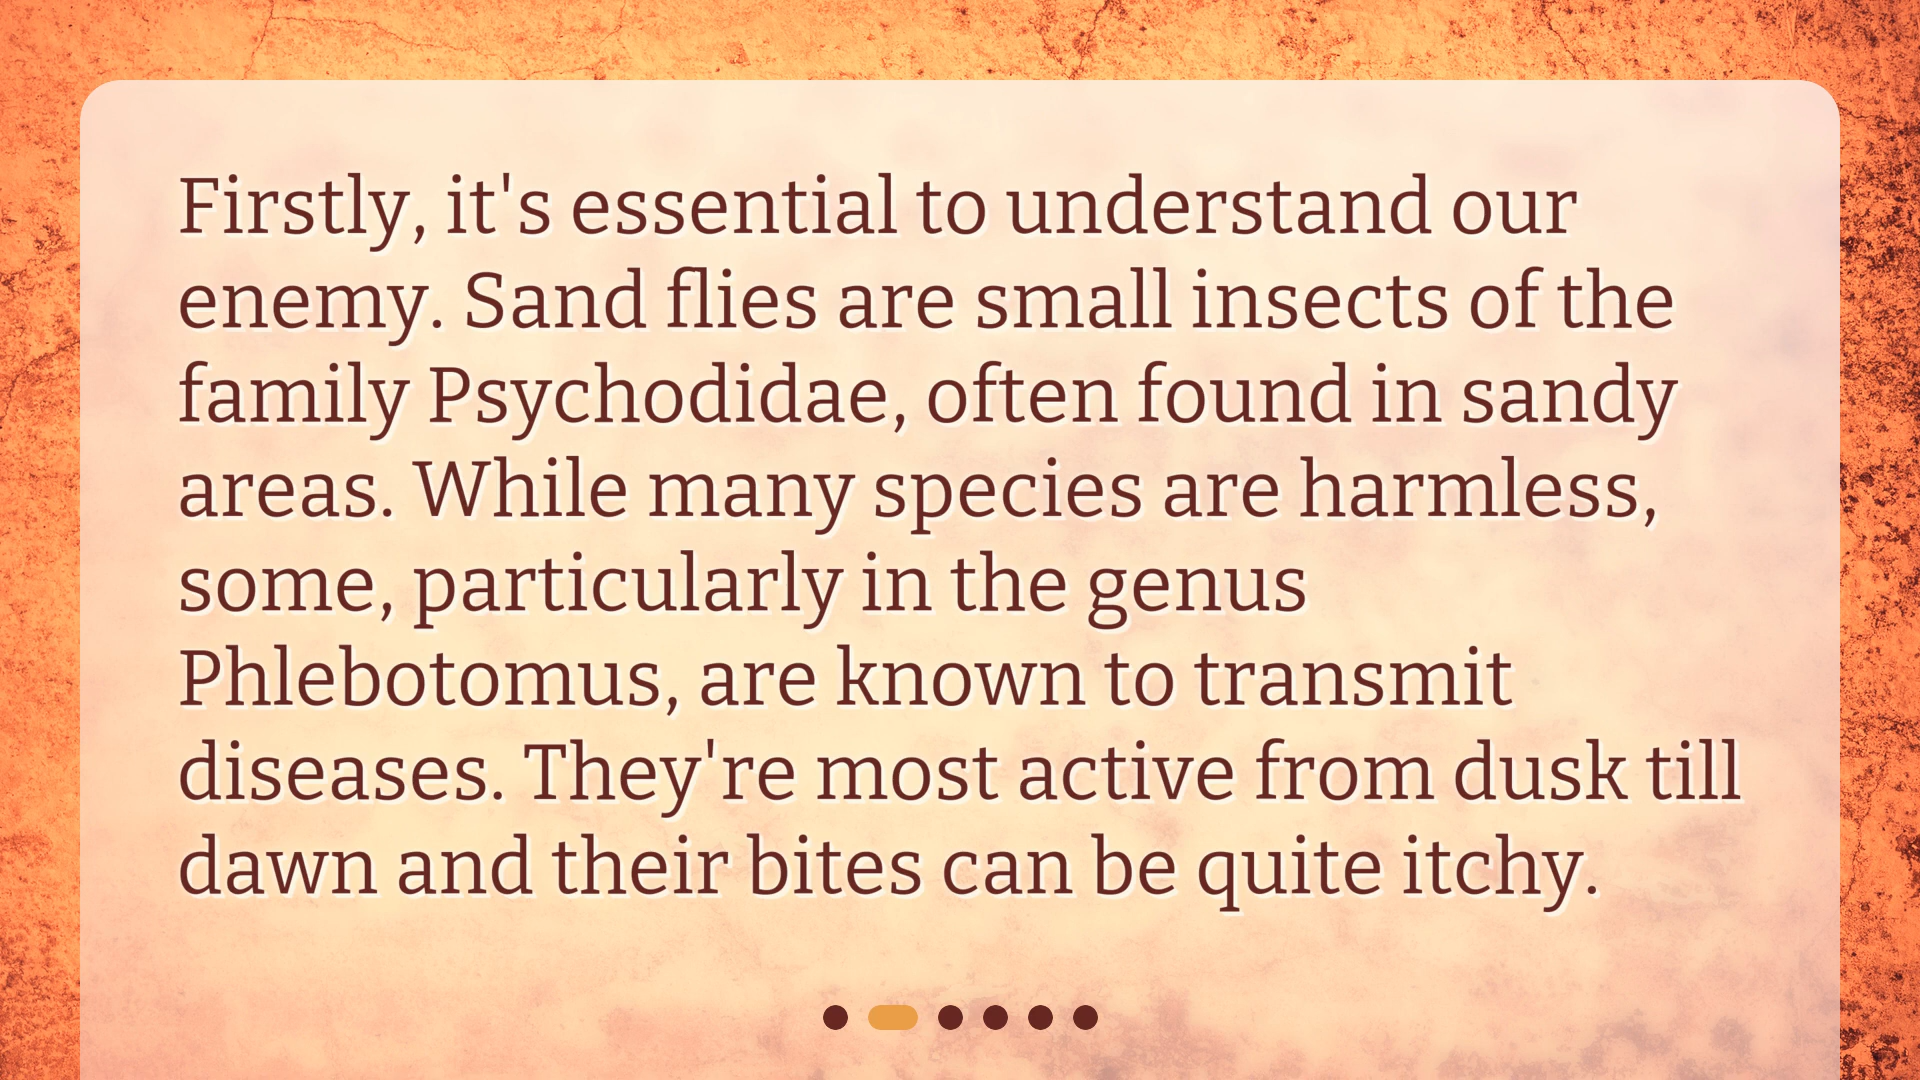 Firstly, it's essential to understand our
enemy. Sand flies are small insects of the
family Psychodidae, often found in sandy
areas. While many species are harmless,
some, particularly in the genus
Phlebotomus, are known to transmit
diseases. They're most active from dusk till
dawn and their bites can be quite itchy.